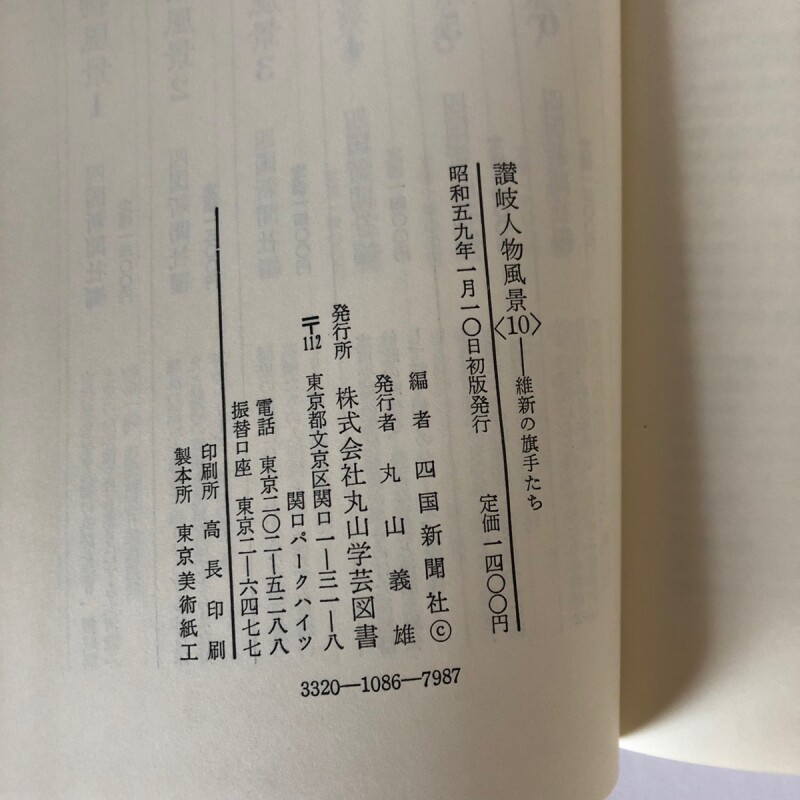 讃岐人物風景〈10〉──維新の旗手たち
昭和五九年一月一〇日初版発行　定価一四〇〇円
編者　四国新聞社©
発行者　丸山義雄
発行所　株式会社丸山学芸図書
〒112　東京都文京区関口一―三一―八
関口パークハイツ
電話　東京二〇二―五二八八
振替口座　東京二―六四七七
印刷所　高長印刷
製本所　東京美術紙工
3320―1086―7987